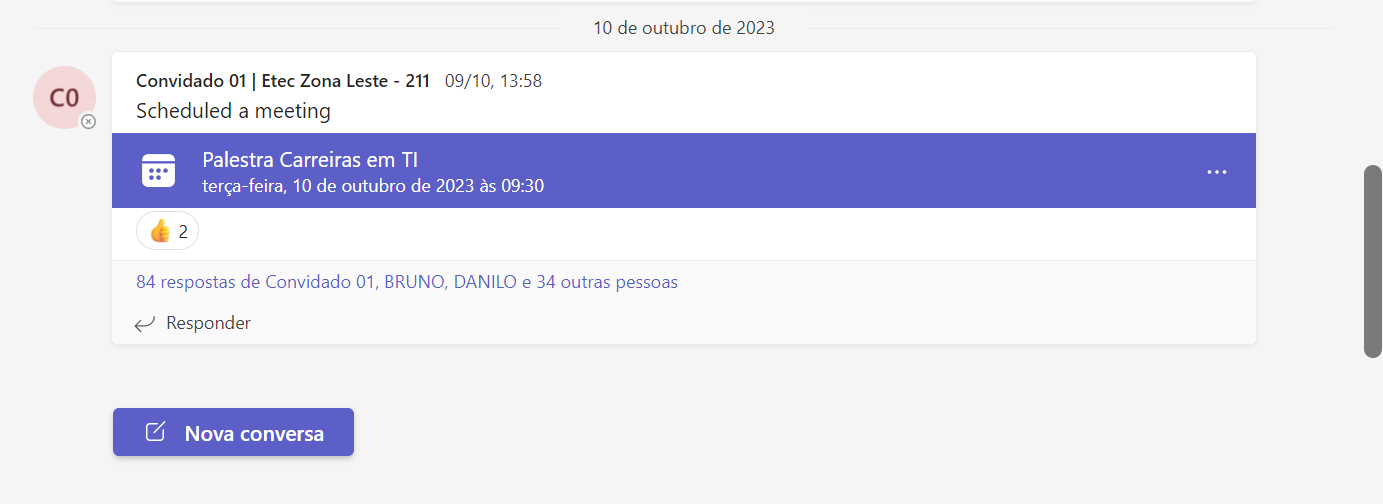 10 de outubro de 2023
C0
Convidado 01 | Etec Zona Leste - 211 09/10, 13:58
Scheduled a meeting
Palestra Carreiras em TI
terça-feira, 10 de outubro de 2023 às 09:30
👍 2
84 respostas de Convidado 01, BRUNO, DANILO e 34 outras pessoas
Responder
Nova conversa